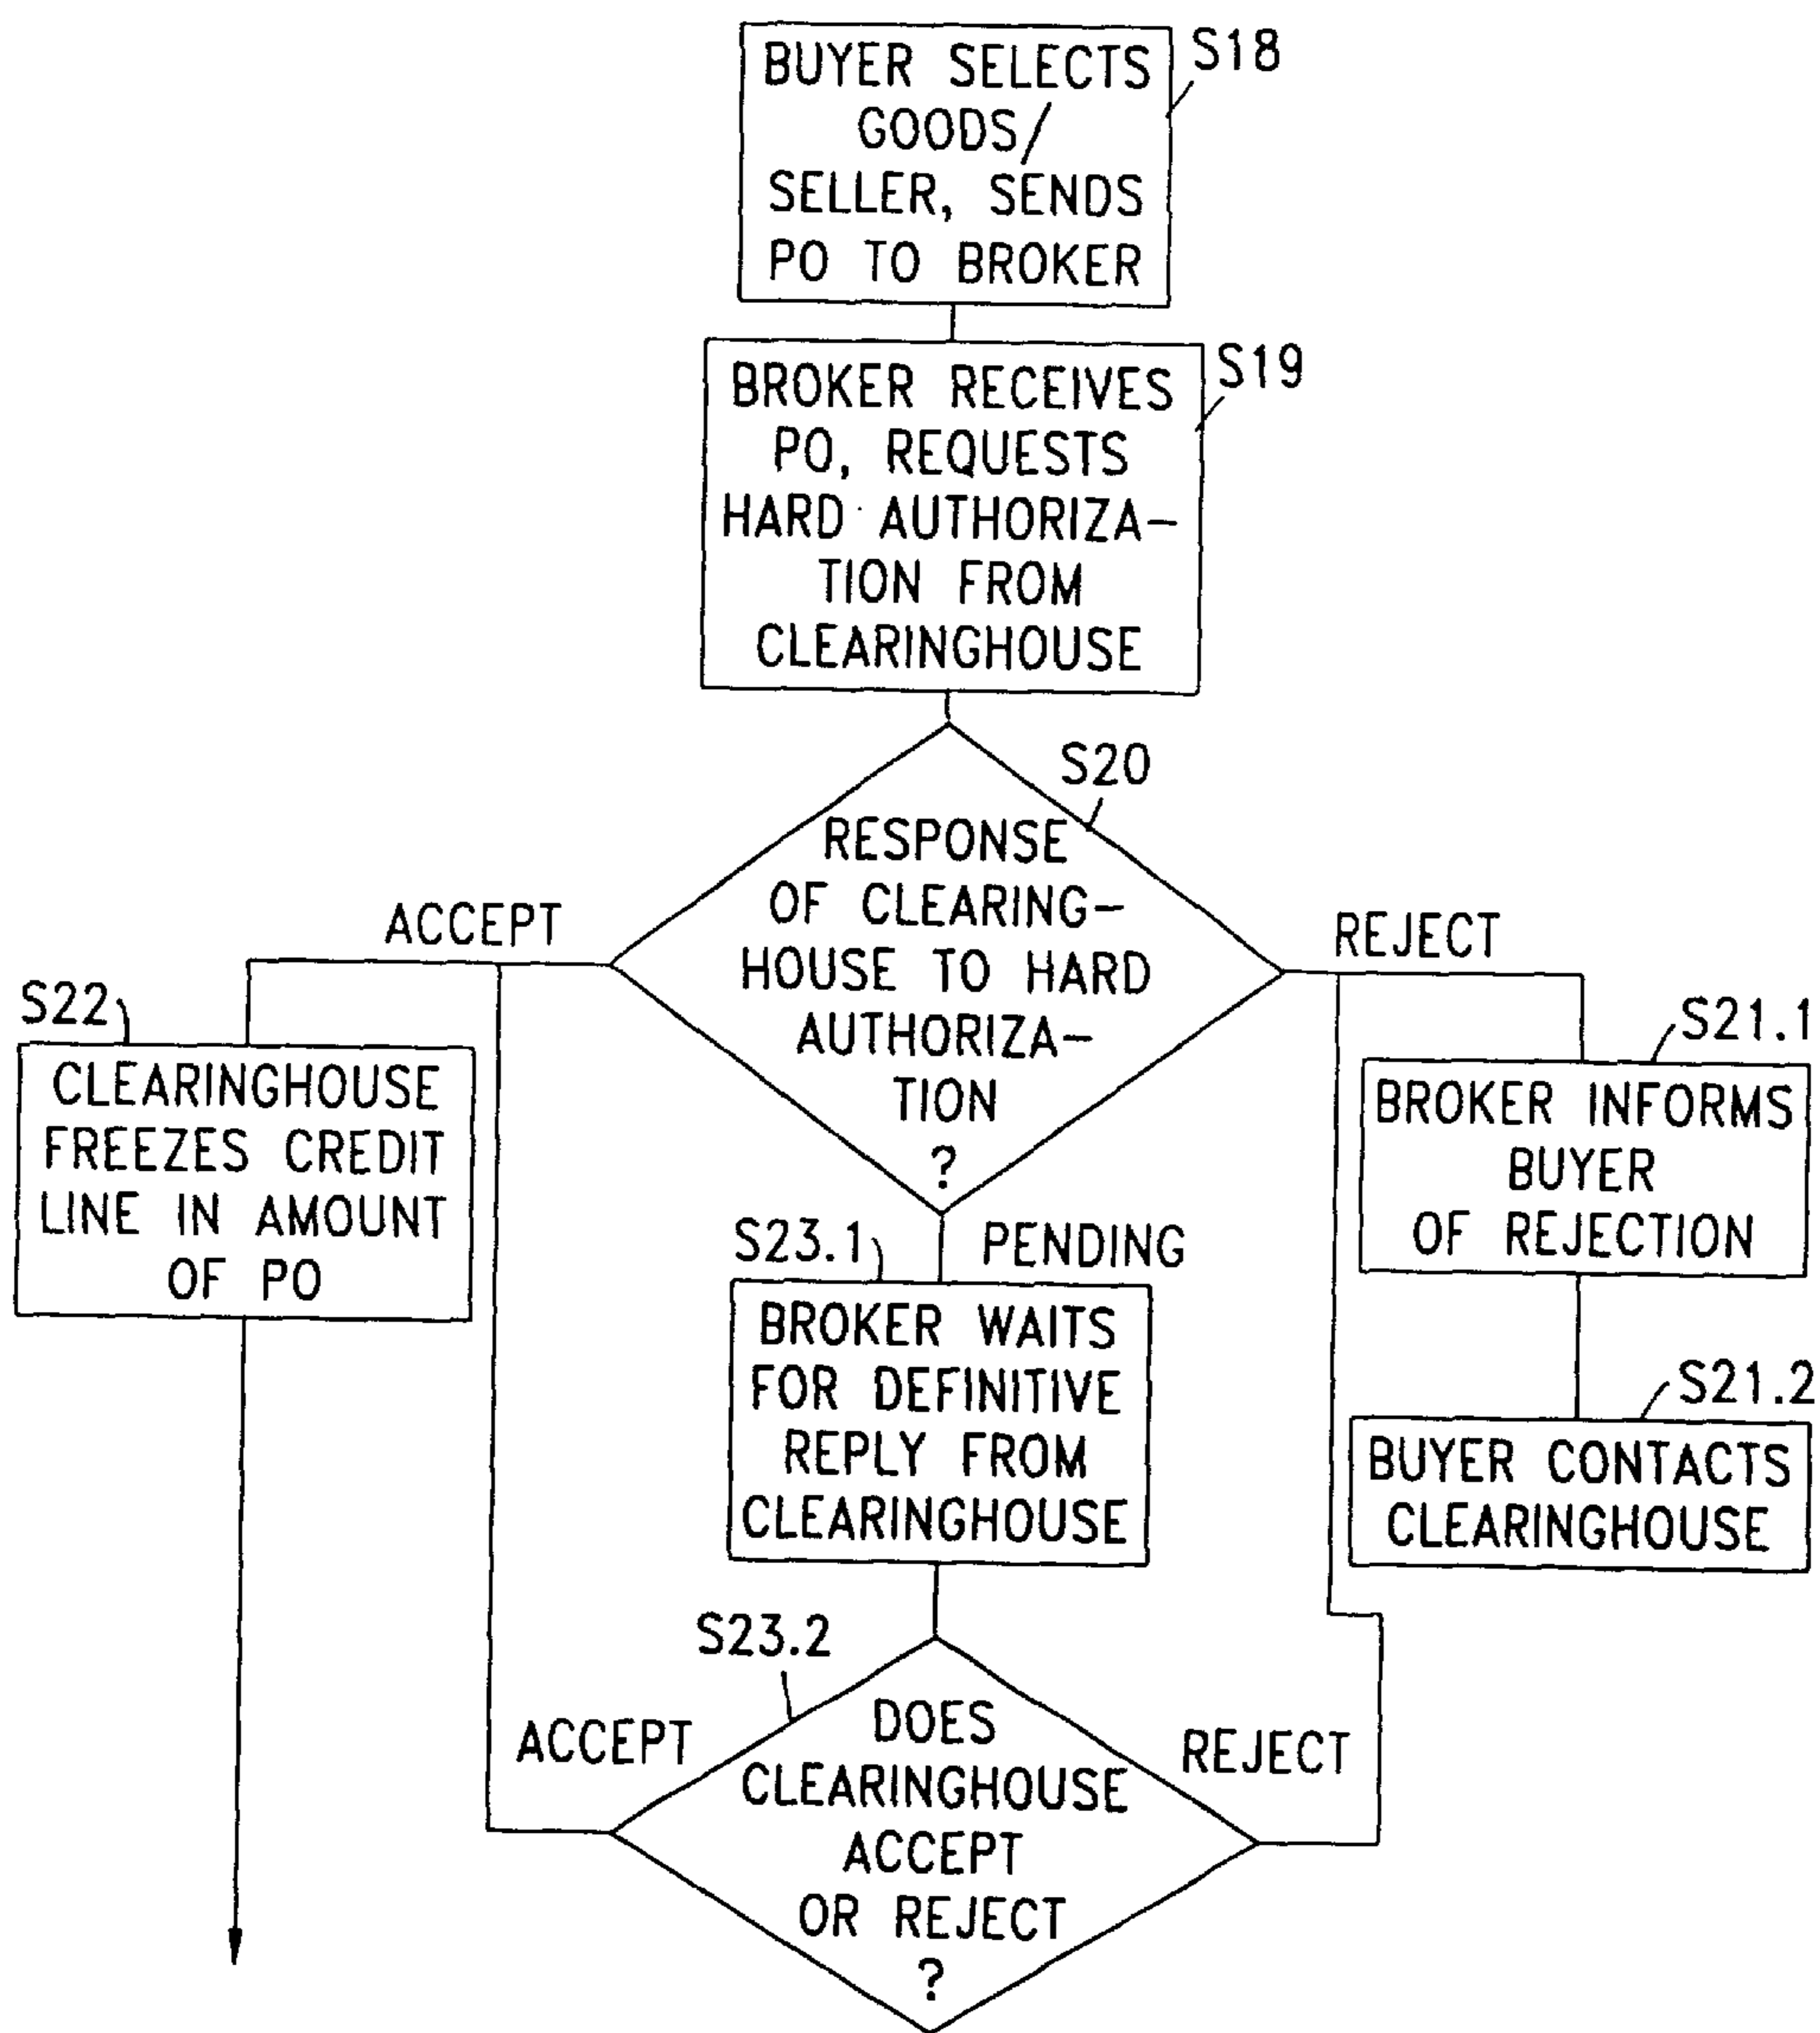 BUYER SELECTS
GOODS/
SELLER, SENDS
PO TO BROKER
S18
BROKER RECEIVES
PO, REQUESTS
HARD AUTHORIZA-
TION FROM
CLEARINGHOUSE
S19
S20
RESPONSE
OF CLEARING-
HOUSE TO HARD
AUTHORIZA-
TION
?
ACCEPT
REJECT
S22
CLEARINGHOUSE
FREEZES CREDIT
LINE IN AMOUNT
OF PO
S21.1
BROKER INFORMS
BUYER
OF REJECTION
S23.1
PENDING
BROKER WAITS
FOR DEFINITIVE
REPLY FROM
CLEARINGHOUSE
S21.2
BUYER CONTACTS
CLEARINGHOUSE
S23.2
ACCEPT
DOES
CLEARINGHOUSE
ACCEPT
OR REJECT
?
REJECT